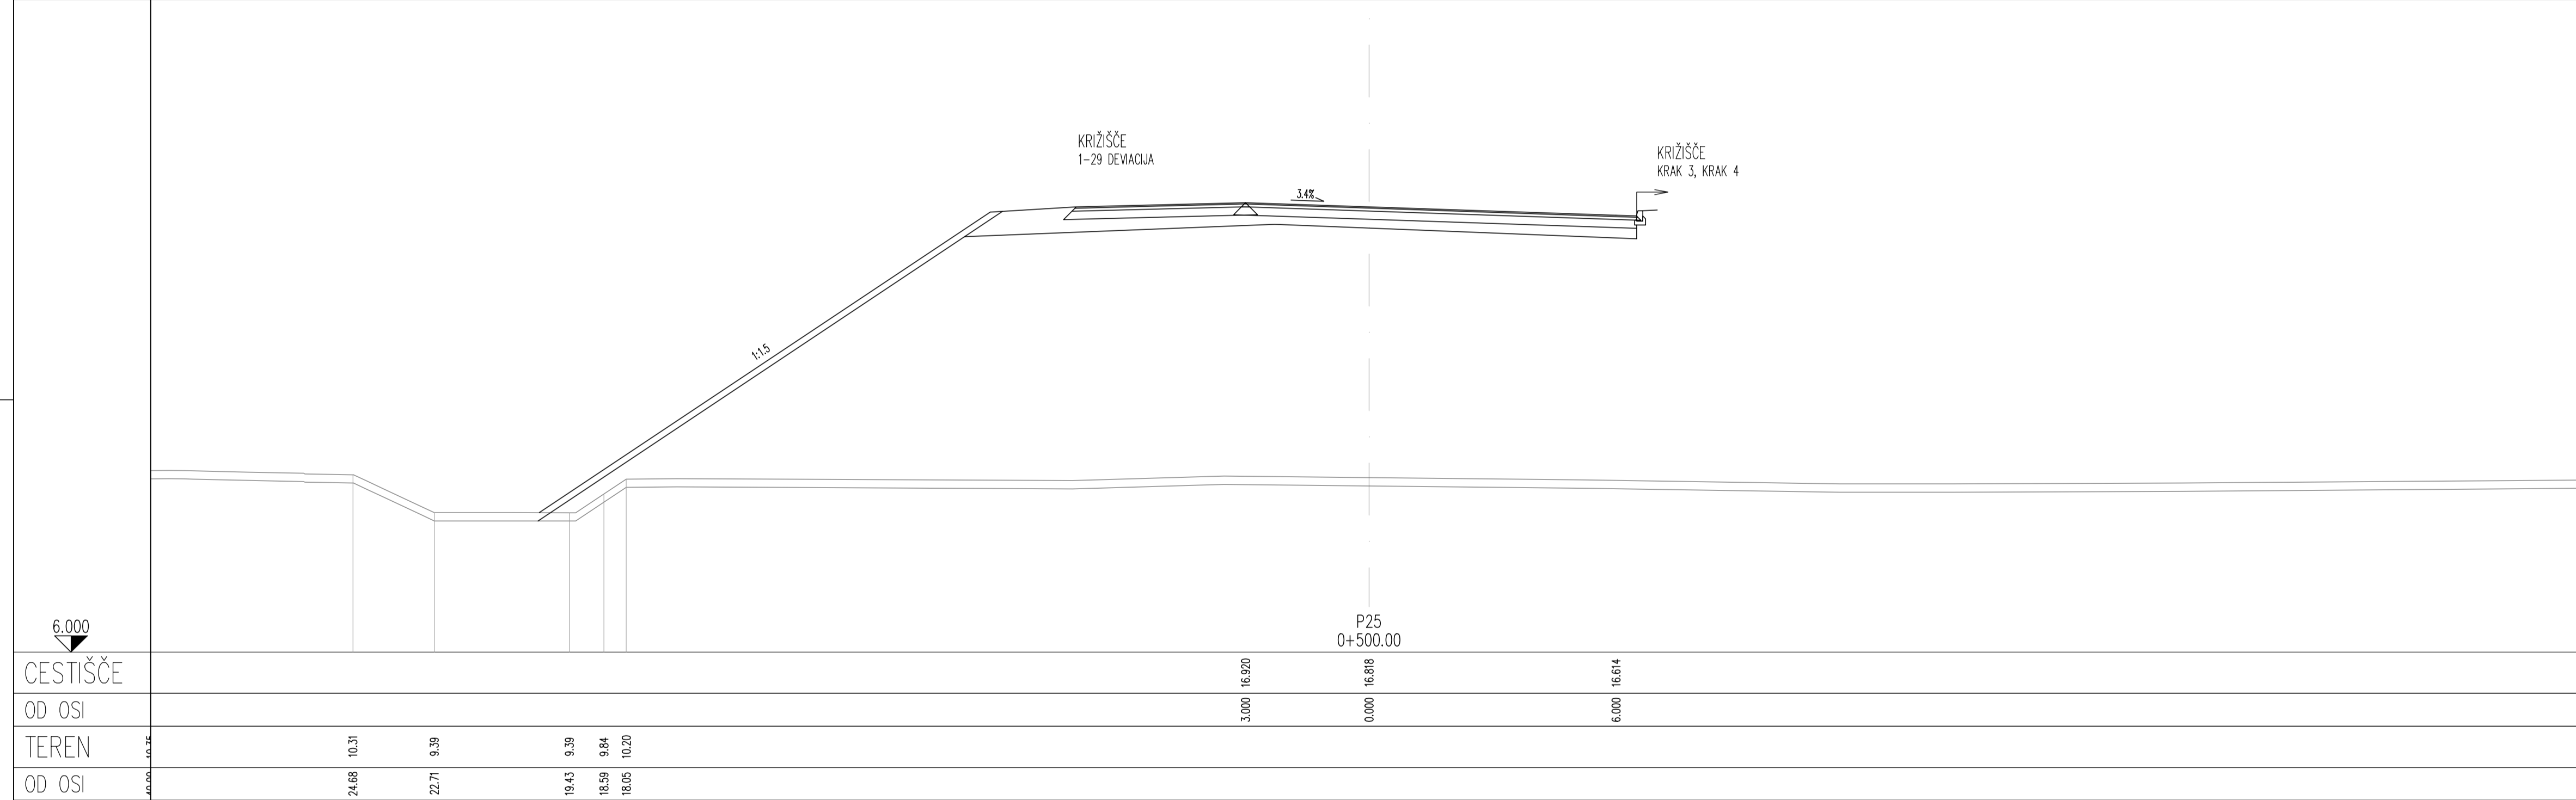 KRIŽIŠČE
1-29 DEVIACIJA
KRIŽIŠČE
KRAK 3, KRAK 4
3.4%
1:1.5
6.000
P25
0+500.00
CESTIŠČE 16.920 16.818 16.614
OD OSI 3.000 0.000 6.000
TEREN 10.31 9.39 9.39 9.84 10.20
OD OSI 24.68 22.71 19.43 18.59 18.05